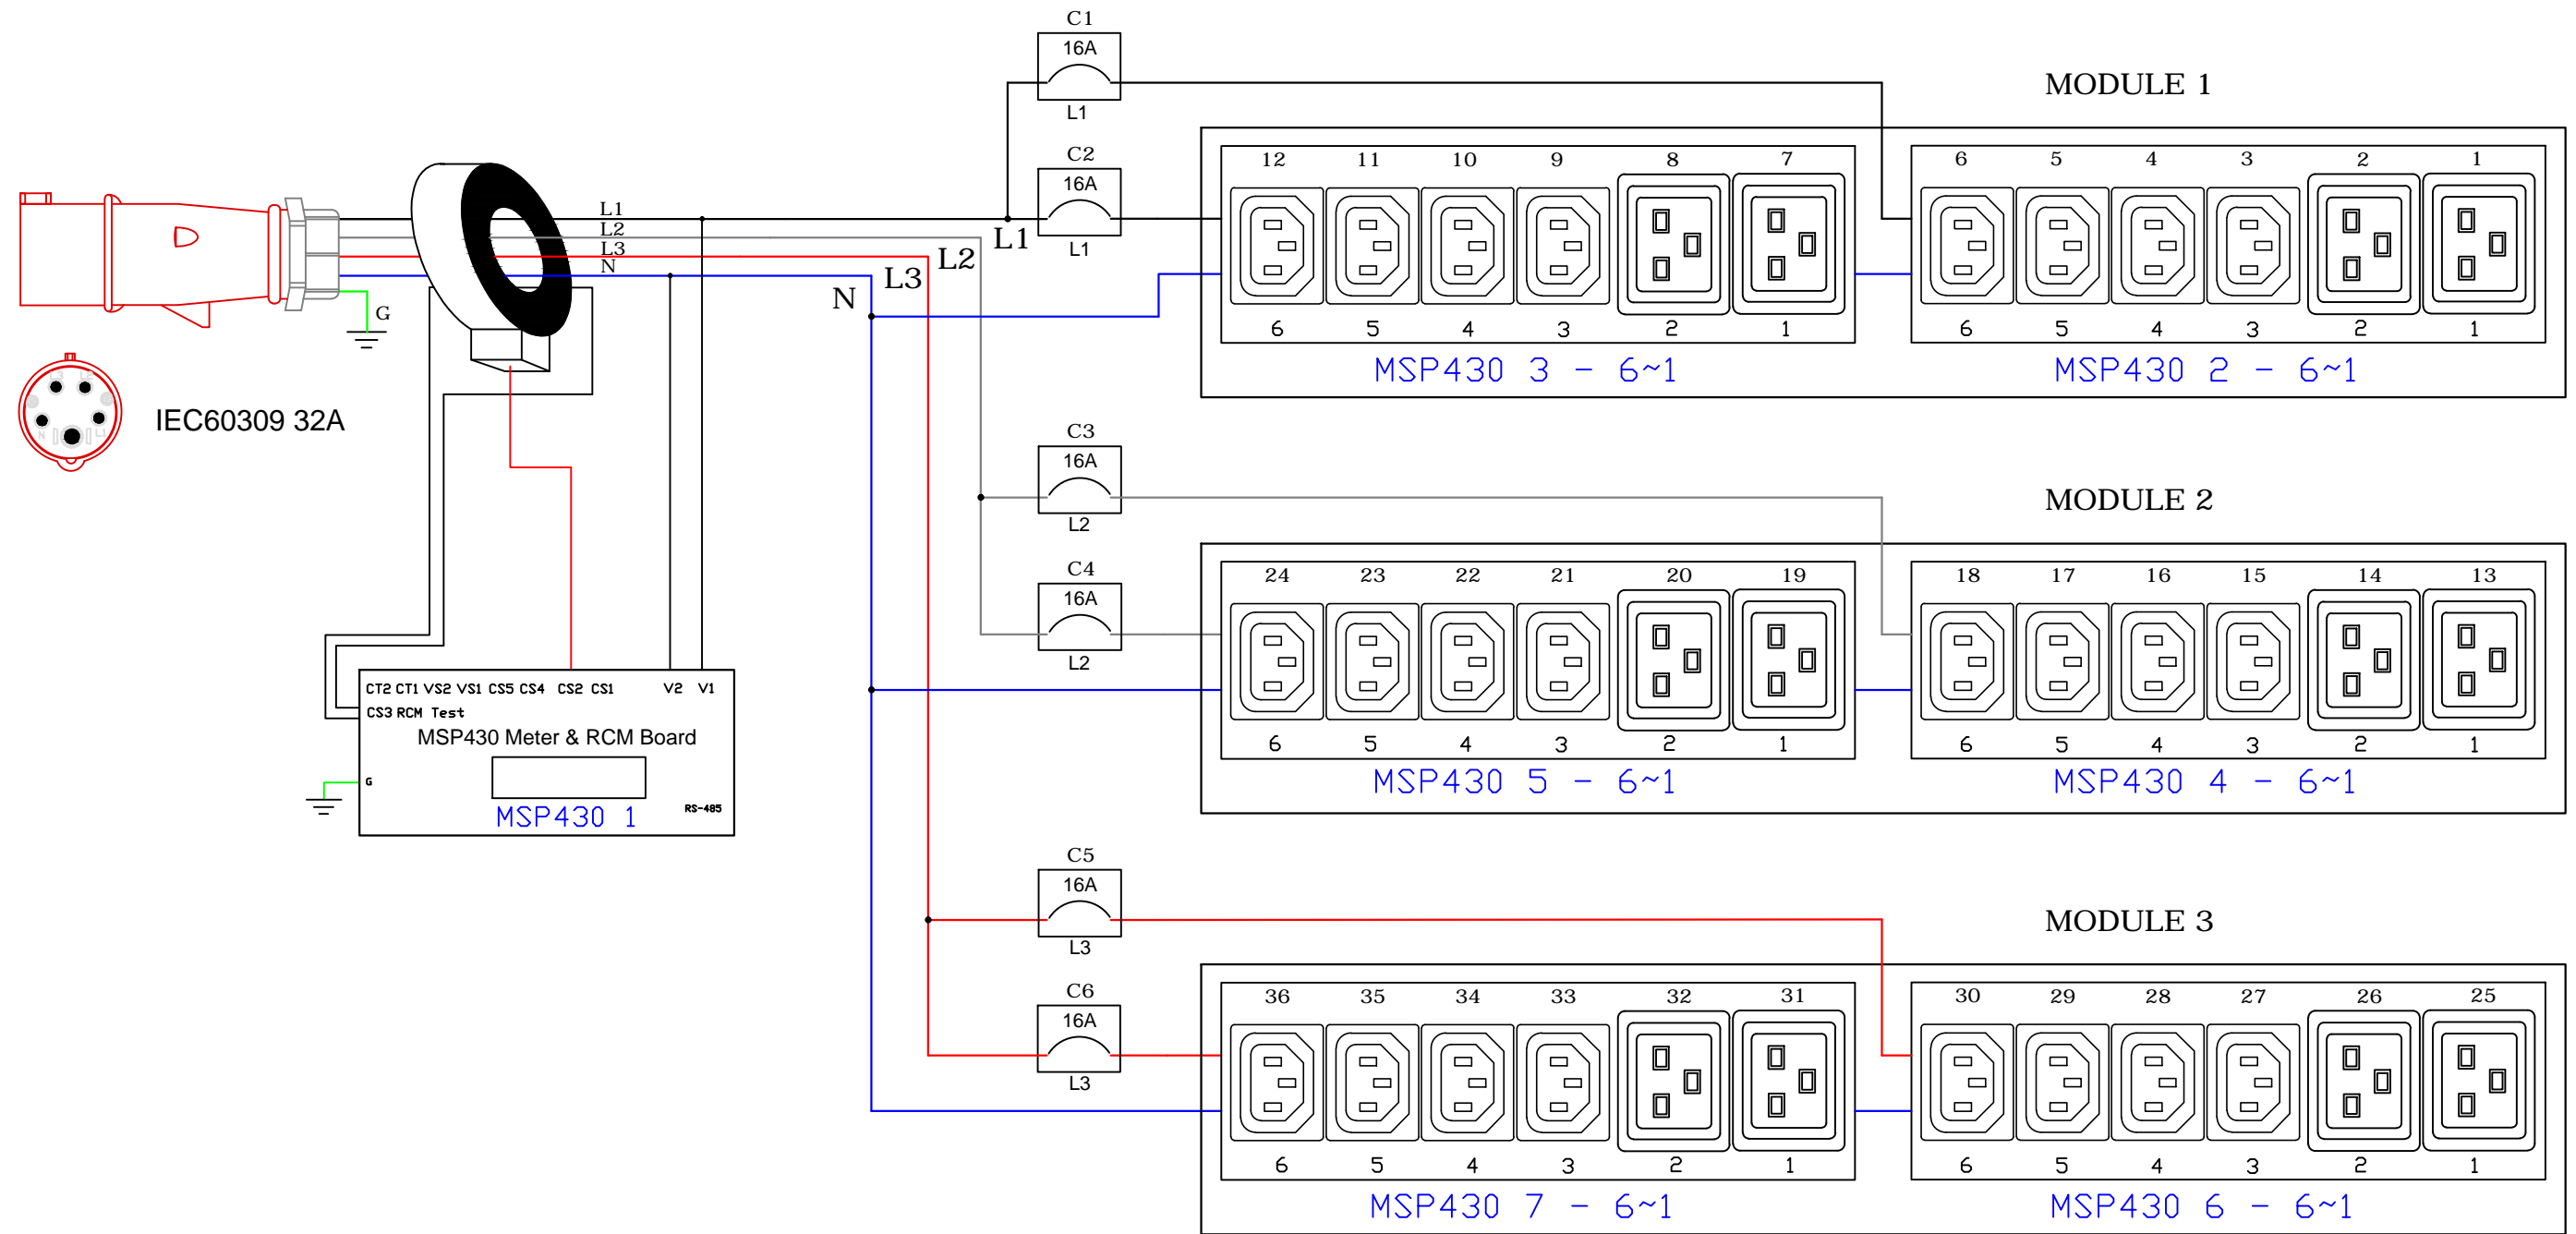 C1
16A
L1
MODULE 1
C2
16A
L1
12 11 10 9 8 7
6 5 4 3 2 1
6 5 4 3 2 1
6 5 4 3 2 1
MSP430 3 - 6~1
MSP430 2 - 6~1
L1
L2
L3
N
L1
L2
L3
N
G
L3 L2
N L1
IEC60309 32A
C3
16A
L2
MODULE 2
C4
16A
L2
24 23 22 21 20 19
18 17 16 15 14 13
6 5 4 3 2 1
6 5 4 3 2 1
MSP430 5 - 6~1
MSP430 4 - 6~1
CT2 CT1 VS2 VS1 CS5 CS4 CS2 CS1 V2 V1
CS3 RCM Test
MSP430 Meter & RCM Board
G
MSP430 1
RS-485
C5
16A
L3
MODULE 3
C6
16A
L3
36 35 34 33 32 31
30 29 28 27 26 25
6 5 4 3 2 1
6 5 4 3 2 1
MSP430 7 - 6~1
MSP430 6 - 6~1